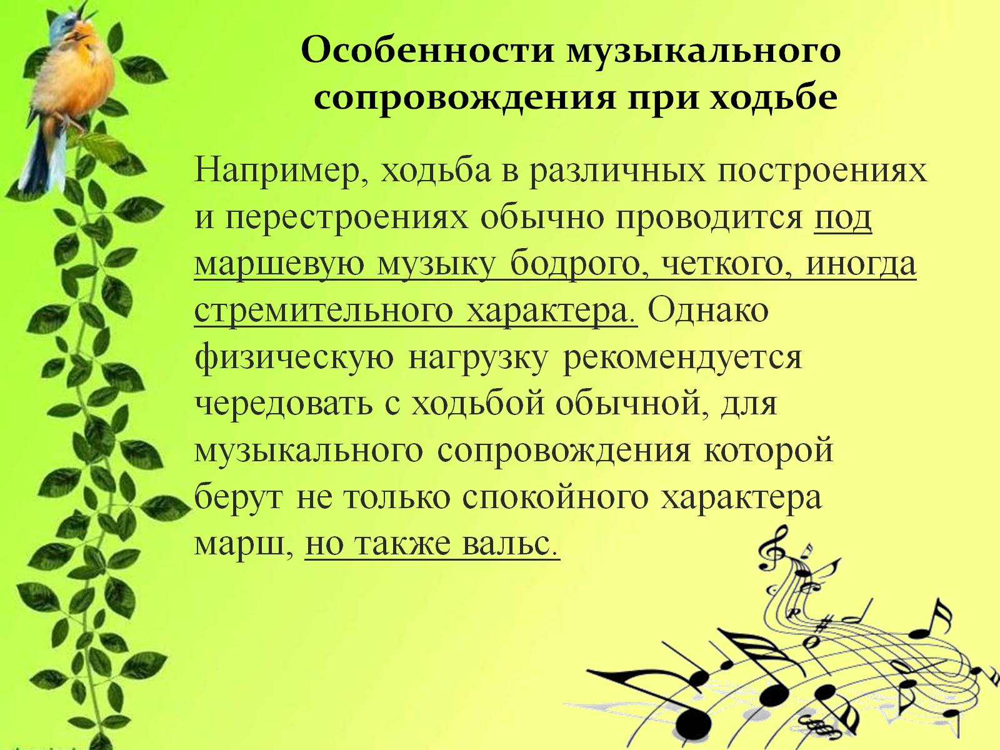 Особенности музыкального
сопровождения при ходьбе
Например, ходьба в различных построениях
и перестроениях обычно проводится под
маршевую музыку бодрого, четкого, иногда
стремительного характера. Однако
физическую нагрузку рекомендуется
чередовать с ходьбой обычной, для
музыкального сопровождения которой
берут не только спокойного характера
марш, но также вальс.